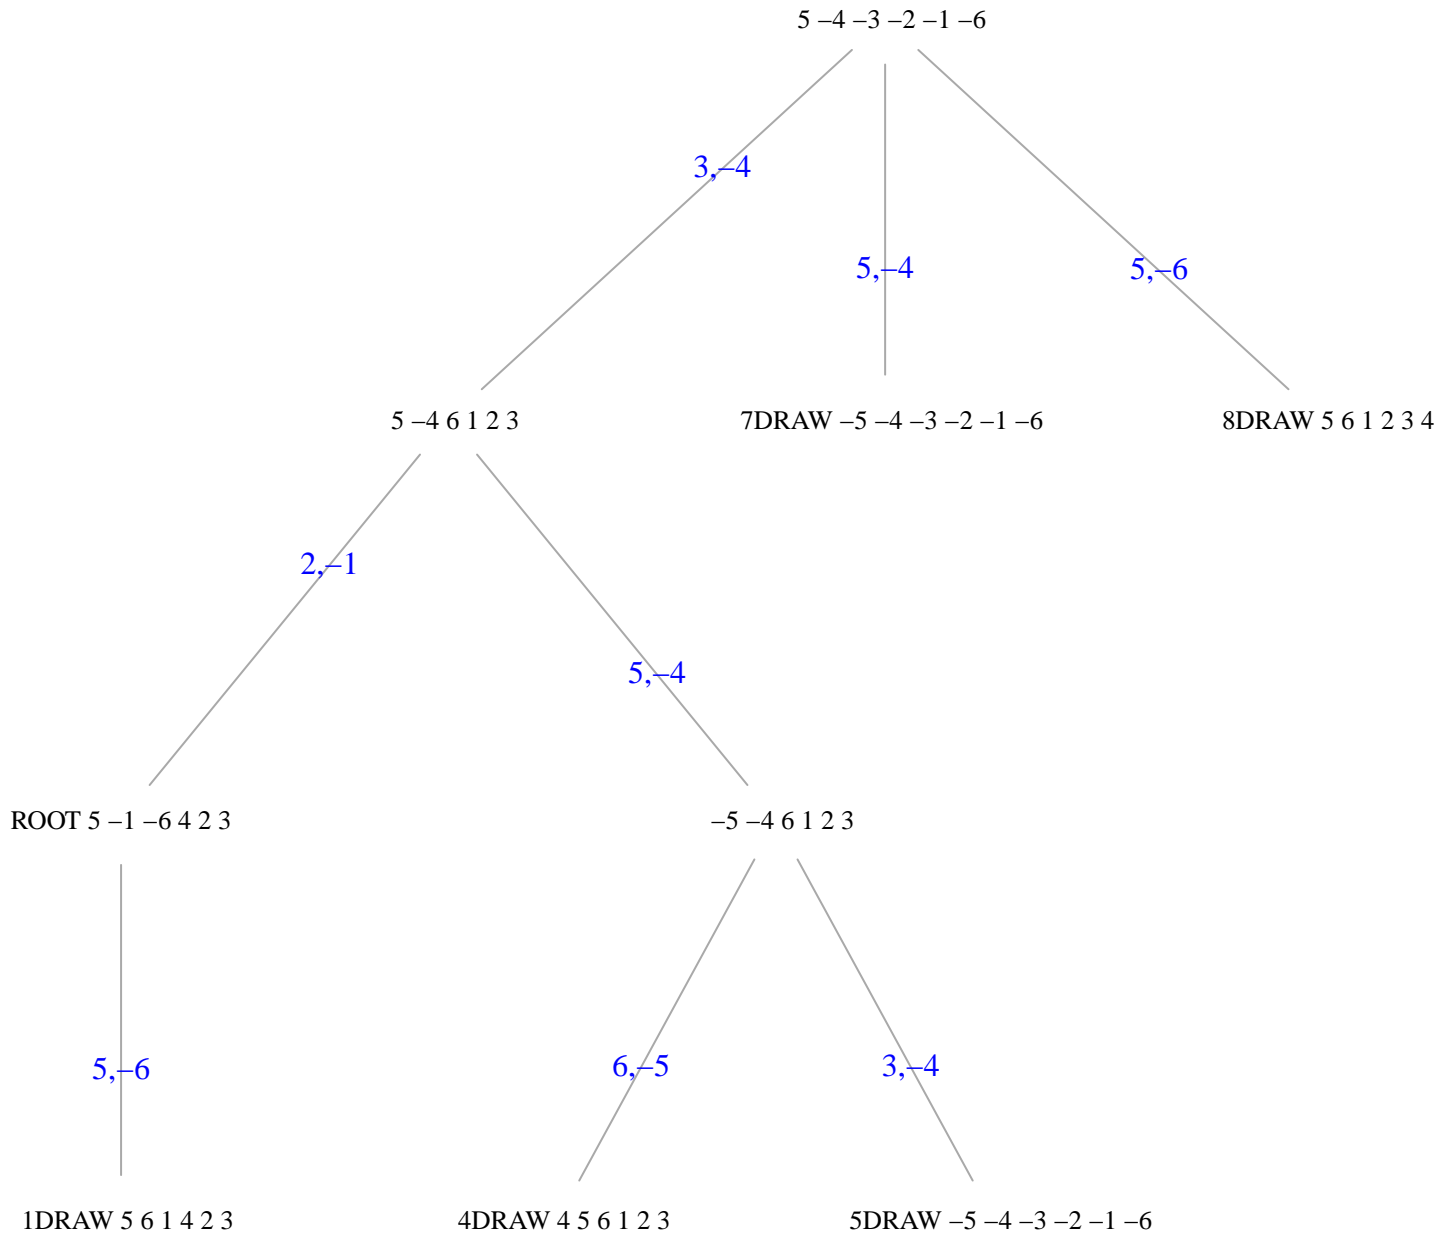 5 –4 –3 –2 –1 –6
3,–4
5,–4
5,–6
5 –4 6 1 2 3
7DRAW –5 –4 –3 –2 –1 –6
8DRAW 5 6 1 2 3 4
2,–1
5,–4
ROOT 5 –1 –6 4 2 3
–5 –4 6 1 2 3
5,–6
6,–5
3,–4
1DRAW 5 6 1 4 2 3
4DRAW 4 5 6 1 2 3
5DRAW –5 –4 –3 –2 –1 –6